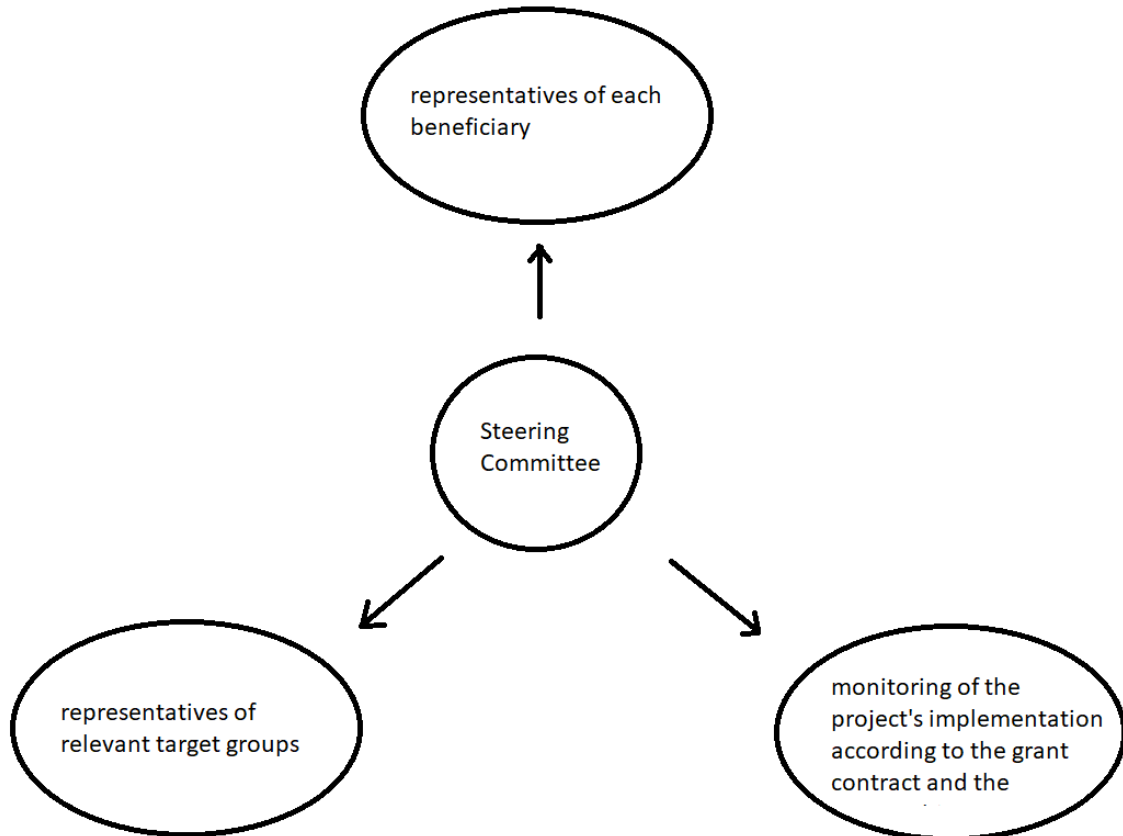 representatives of each
beneficiary
Steering
Committee
representatives of
relevant target groups
monitoring of the
project's implementation
according to the grant
contract and the